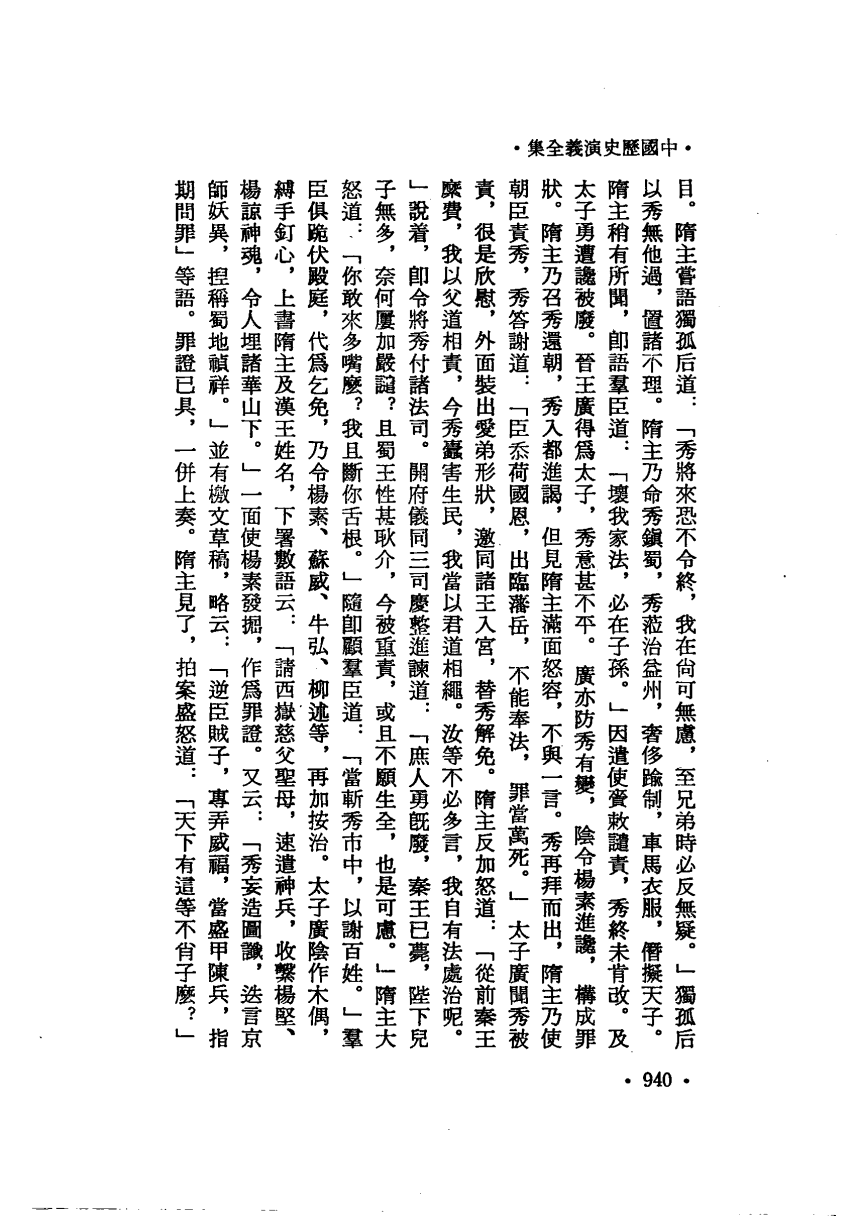 •中國歷史演義全集•
目。隋主嘗語獨孤后道：「秀將來恐不令終，我在尙可無慮，至兄弟時必反無疑。」獨孤后
以秀無他過，置諸不理。隋主乃命秀鎭蜀，秀蒞治益州，奢侈踰制，車馬衣服，僭擬天子。
隋主稍有所聞，卽語羣臣道：「壞我家法，必在子孫。」因遣使賫敕譴責，秀終未肯改。及
太子勇遭讒被廢。晉王廣得爲太子，秀意甚不平。廣亦防秀有變，陰令楊素進讒，構成罪
狀。隋主乃召秀還朝，秀入都進謁，但見隋主滿面怒容，不與一言。秀再拜而出，隋主乃使
朝臣責秀，秀答謝道：「臣忝荷國恩，出臨藩岳，不能奉法，罪當萬死。」太子廣聞秀被
責，很是欣慰，外面裝出愛弟形狀，邀同諸王入宮，替秀解免。隋主反加怒道：「從前秦王
糜費，我以父道相責，今秀蠹害生民，我當以君道相繩。汝等不必多言，我自有法處治呢。
」說着，卽令將秀付諸法司。開府儀同三司慶整進諫道：「庶人勇旣廢，秦王已薨，陛下兒
子無多，奈何屢加嚴譴？且蜀王性甚耿介，今被重責，或且不願生全，也是可慮。」隋主大
怒道：「你敢來多嘴麽？我且斷你舌根。」隨卽顧羣臣道：「當斬秀市中，以謝百姓。」羣
臣俱跪伏殿庭，代爲乞免，乃令楊素、蘇威、牛弘、柳述等，再加按治。太子廣陰作木偶，
縛手釘心，上書隋主及漢王姓名，下署數語云：「請西嶽慈父聖母，速遣神兵，收繫楊堅、
楊諒神魂，令人埋諸華山下。」一面使楊素發掘，作爲罪證。又云：「秀妄造圖讖，迭言京
師妖異，揑稱蜀地禎祥。」並有檄文草稿，略云：「逆臣賊子，專弄威福，當盛甲陳兵，指
期問罪」等語。罪證已具，一併上奏。隋主見了，拍案盛怒道：「天下有這等不肖子麽？」
•940•